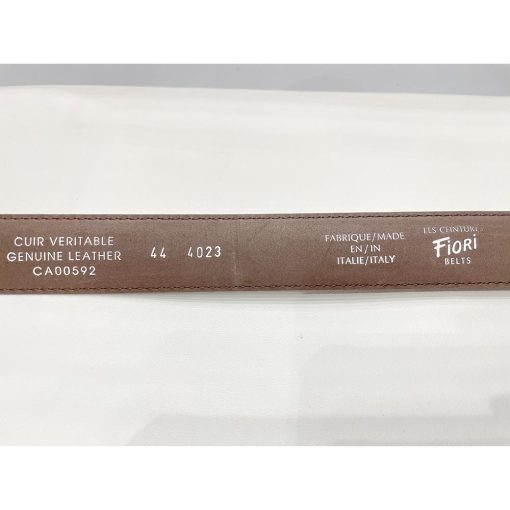 CUIR VERITABLE
GENUINE LEATHER
CA00592
44 4023
FABRIQUE/MADE
EN/IN
ITALIE/ITALY
LES CEINTURE
Fiori
BELTS